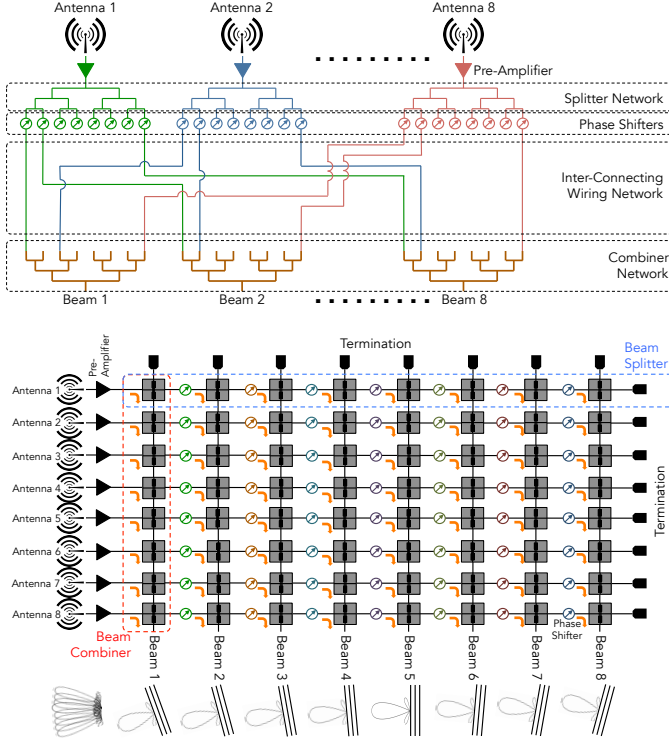 Antenna 1 Antenna 2 Antenna 8
Pre-Amplifier
Splitter Network
Phase Shifters
Inter-Connecting
Wiring Network
Combiner
Network
Beam 1 Beam 2 Beam 8
Termination
Pre-
Amplifier
Beam
Splitter
Antenna 1
Antenna 2
Antenna 3
Antenna 4
Antenna 5
Antenna 6
Antenna 7
Antenna 8
Termination
Phase
Shifter
Beam
Combiner
Beam 1
Beam 2
Beam 3
Beam 4
Beam 5
Beam 6
Beam 7
Beam 8